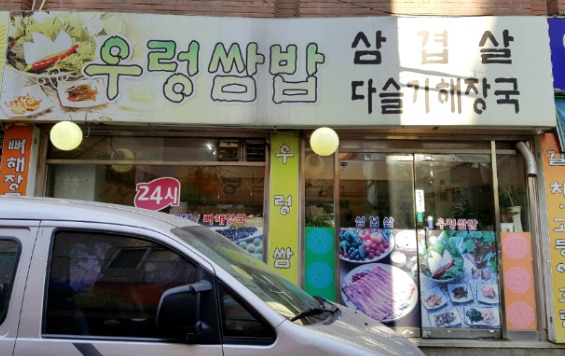 우렁쌈밥
삼겹살
다슬기해장국
뼈해장
24시
뼈해장국
우렁쌈
삼겹살
우렁쌈밥